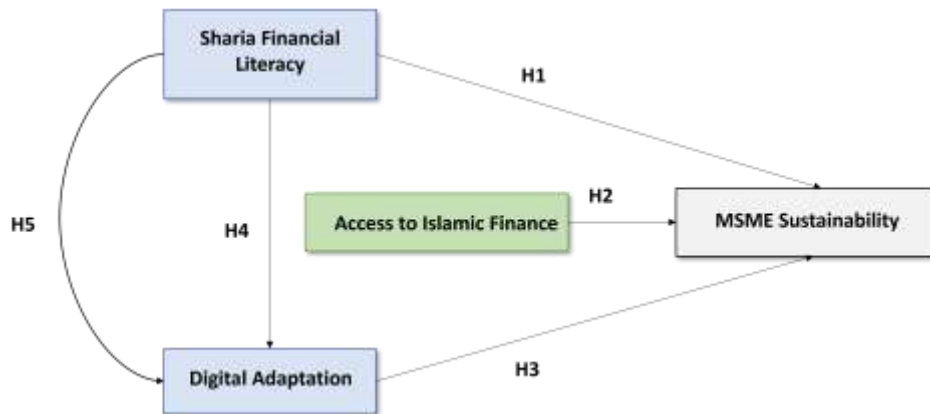 Sharia Financial
Literacy
H1
H2
Access to Islamic Finance
MSME Sustainability
H5
H4
H3
Digital Adaptation